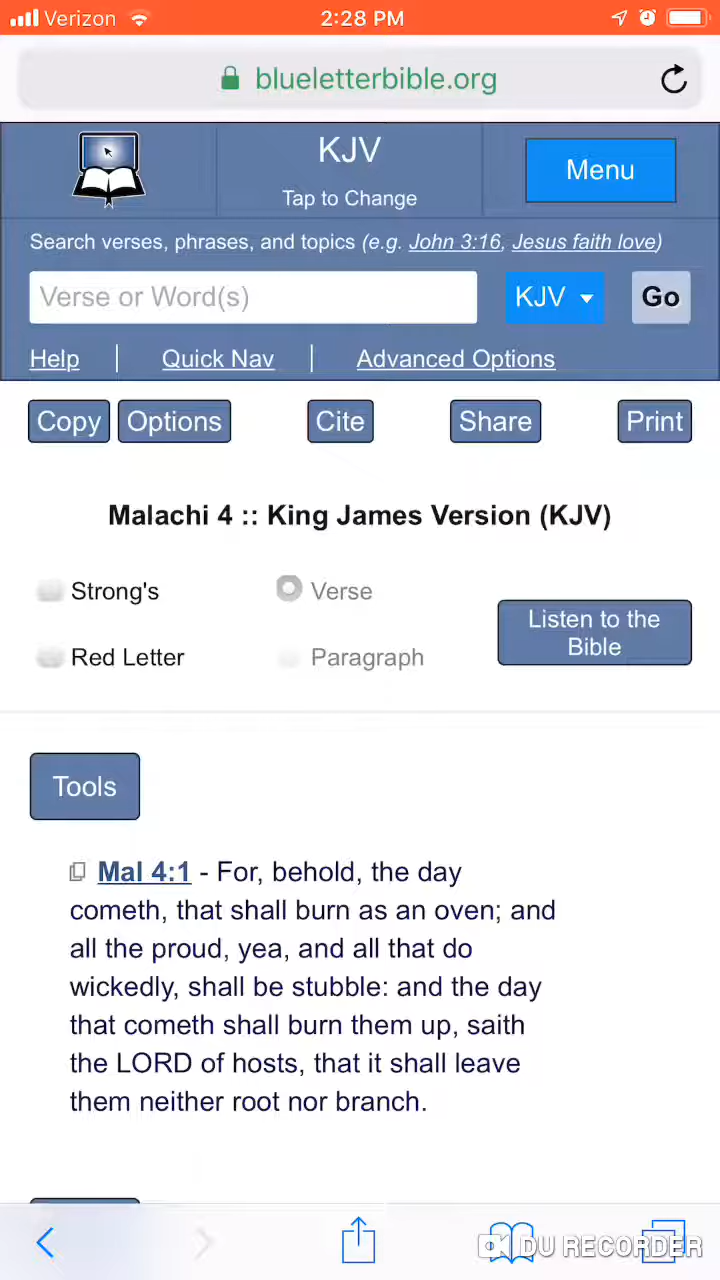 Verizon 2:28 PM
blueletterbible.org
KJV
Tap to Change
Menu
Search verses, phrases, and topics (e.g. John 3:16, Jesus faith love)
Verse or Word(s) KJV Go
Help | Quick Nav | Advanced Options
Copy Options Cite Share Print
Malachi 4 :: King James Version (KJV)
Strong's Verse
Listen to the
Bible
Red Letter Paragraph
Tools
Mal 4:1 - For, behold, the day
cometh, that shall burn as an oven; and
all the proud, yea, and all that do
wickedly, shall be stubble: and the day
that cometh shall burn them up, saith
the LORD of hosts, that it shall leave
them neither root nor branch.
DU RECORDER